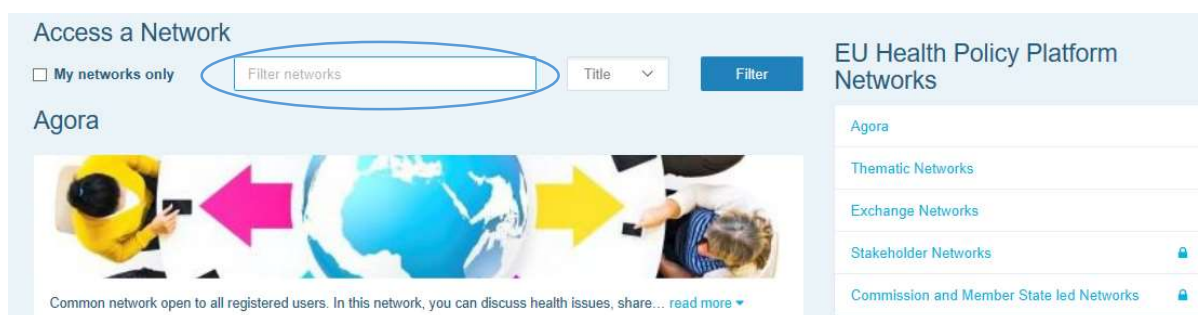 Access a Network
My networks only
Filter networks
Title
Filter
Agora
Common network open to all registered users. In this network, you can discuss health issues, share… read more
EU Health Policy Platform
Networks
Agora
Thematic Networks
Exchange Networks
Stakeholder Networks
Commission and Member State led Networks